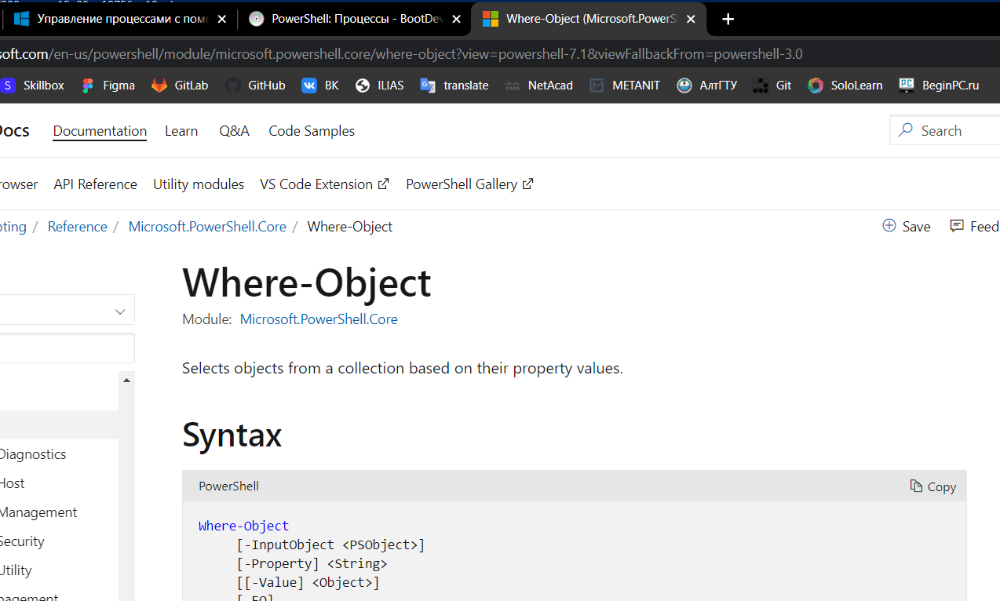 Управление процессами с пом
PowerShell: Процессы - BootDev
Where-Object (Microsoft.PowerSh
soft.com/en-us/powershell/module/microsoft.powershell.core/where-object?view=powershell-7.1&viewFallbackFrom=powershell-3.0
S Skillbox Figma GitLab GitHub ВК ILIAS translate NetAcad METANIT АлтГТУ Git SoloLearn BeginPC.ru
Docs Documentation Learn Q&A Code Samples Search
rowser API Reference Utility modules VS Code Extension PowerShell Gallery
pting / Reference / Microsoft.PowerShell.Core / Where-Object Save Feed
Where-Object
Module: Microsoft.PowerShell.Core
Selects objects from a collection based on their property values.
Syntax
Diagnostics
Host
Management
Security
Utility
nagement
PowerShell Copy
Where-Object
[-InputObject <PSObject>]
[-Property] <String>
[[-Value] <Object>]
[-EQ]